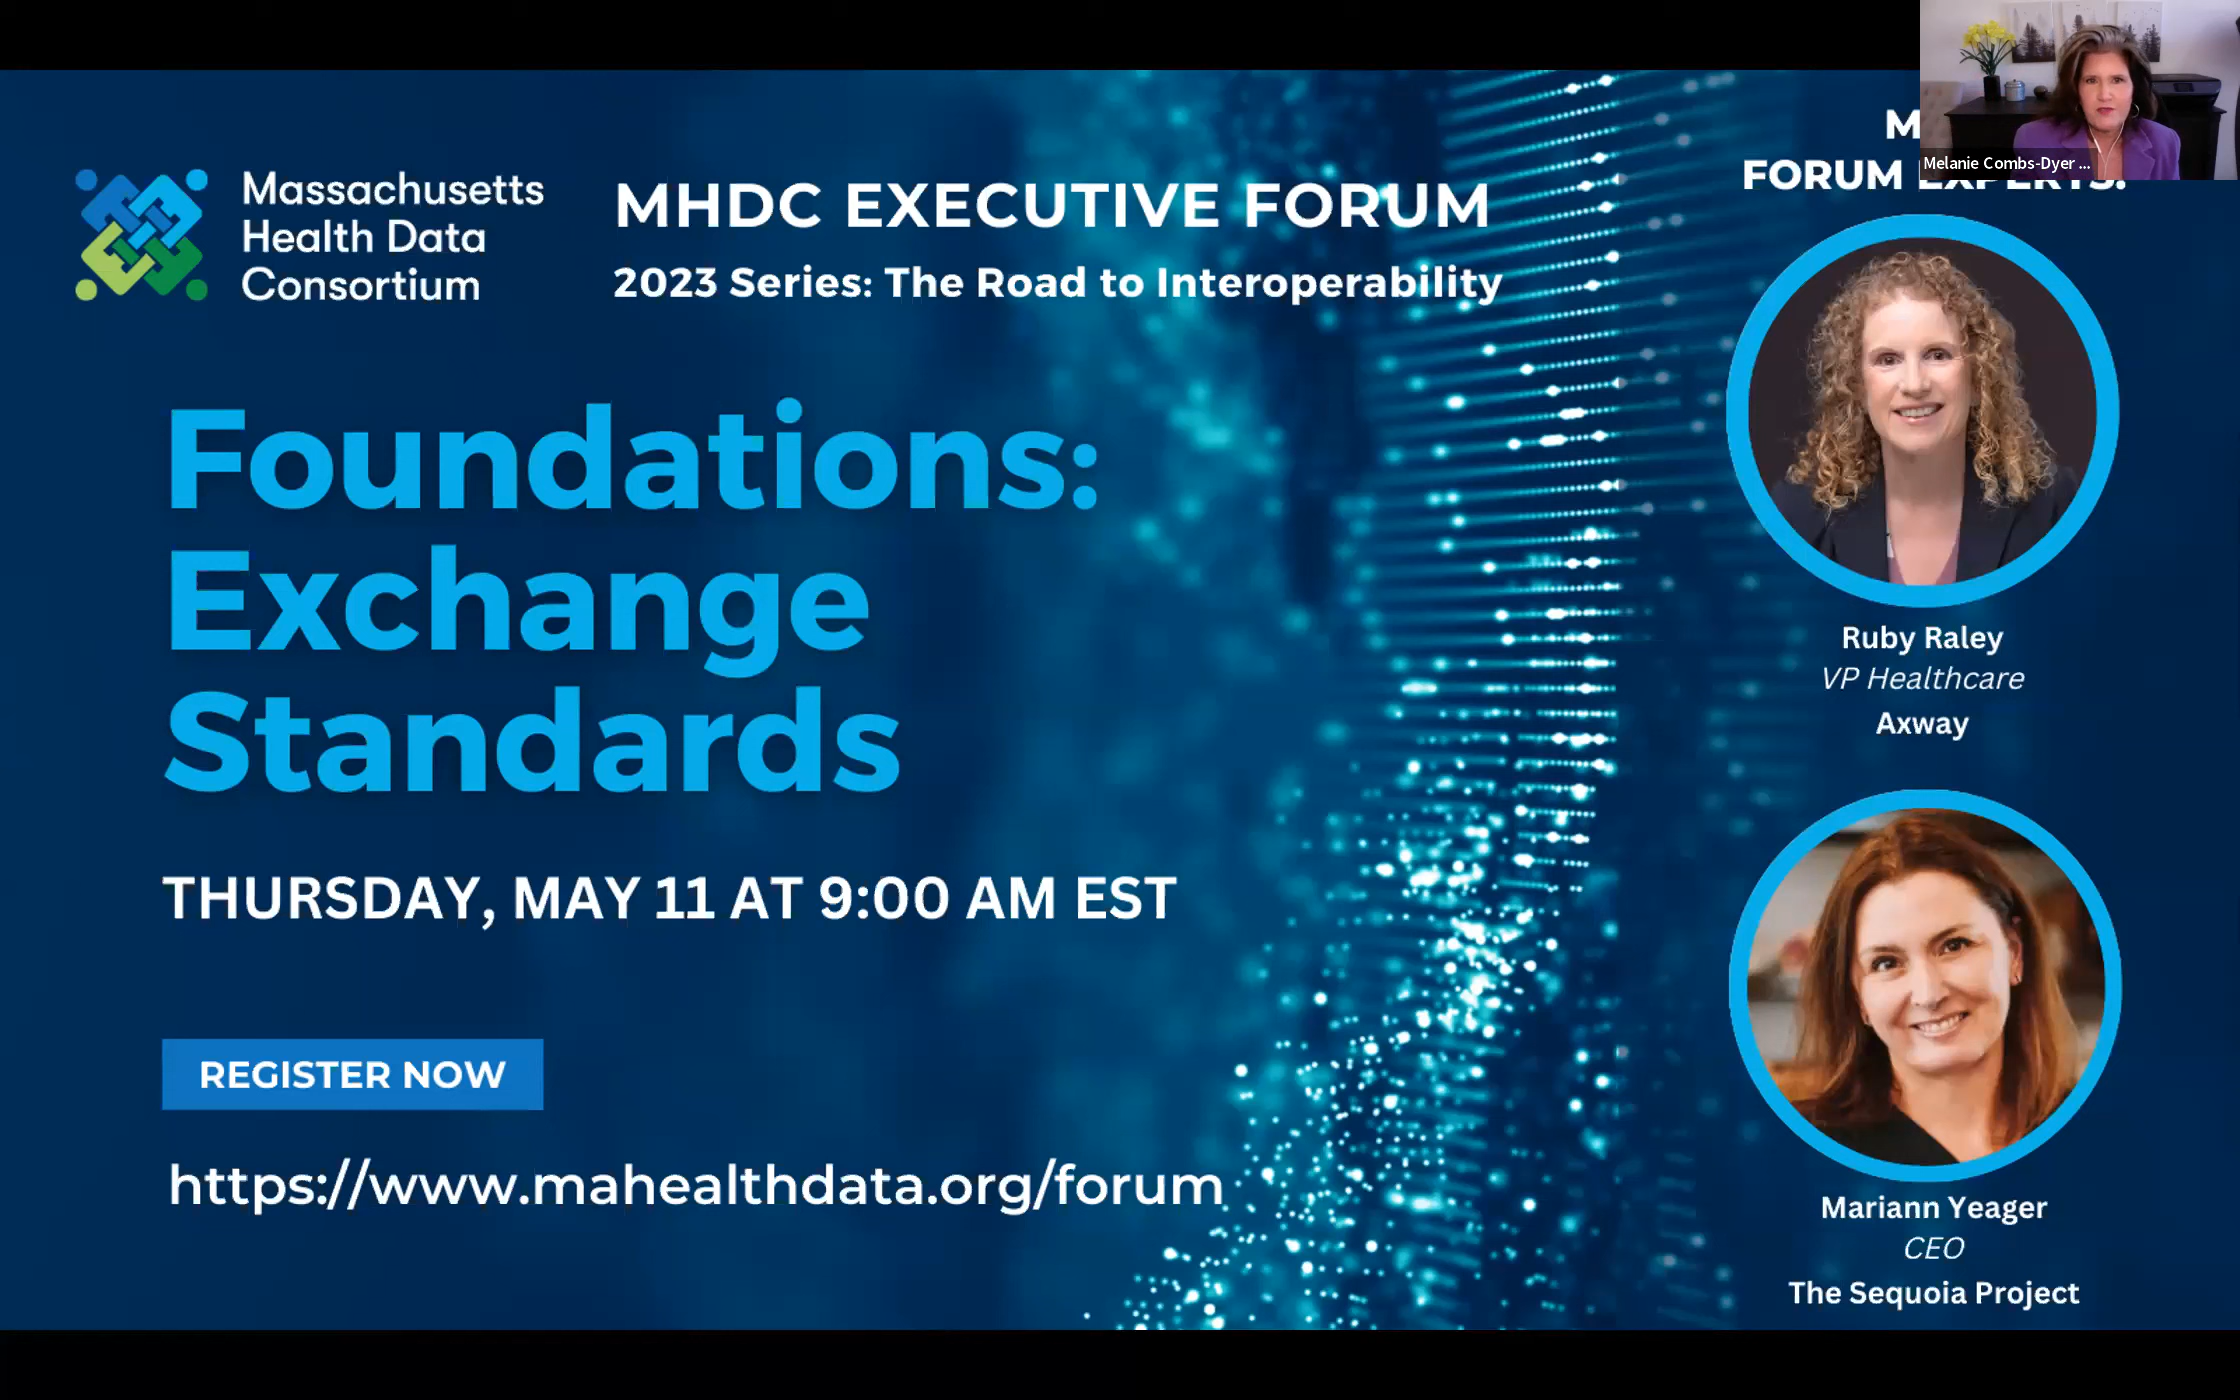 Massachusetts
Health Data
Consortium
MHDC EXECUTIVE FORUM
2023 Series: The Road to Interoperability
Foundations:
Exchange
Standards
THURSDAY, MAY 11 AT 9:00 AM EST
REGISTER NOW
https://www.mahealthdata.org/forum
Melanie Combs-Dyer ...
FORUM EXPERTS:
Ruby Raley
VP Healthcare
Axway
Mariann Yeager
CEO
The Sequoia Project